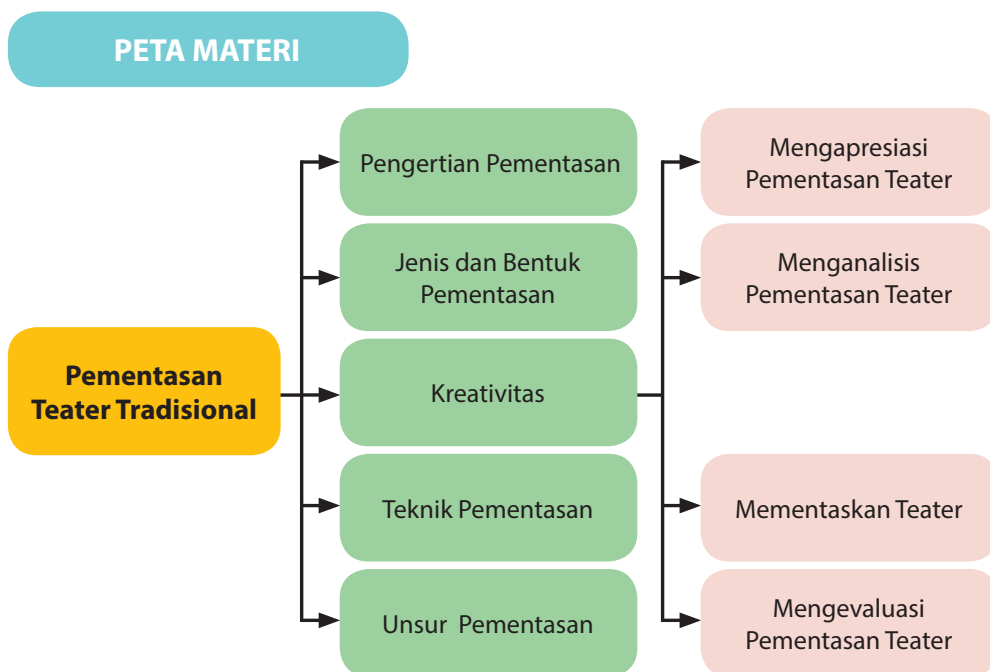 PETA MATERI
Pementasan
Teater Tradisional
Pengertian Pementasan
Jenis dan Bentuk
Pementasan
Kreativitas
Teknik Pementasan
Unsur Pementasan
Mengapresiasi
Pementasan Teater
Menganalisis
Pementasan Teater
Mementaskan Teater
Mengevaluasi
Pementasan Teater